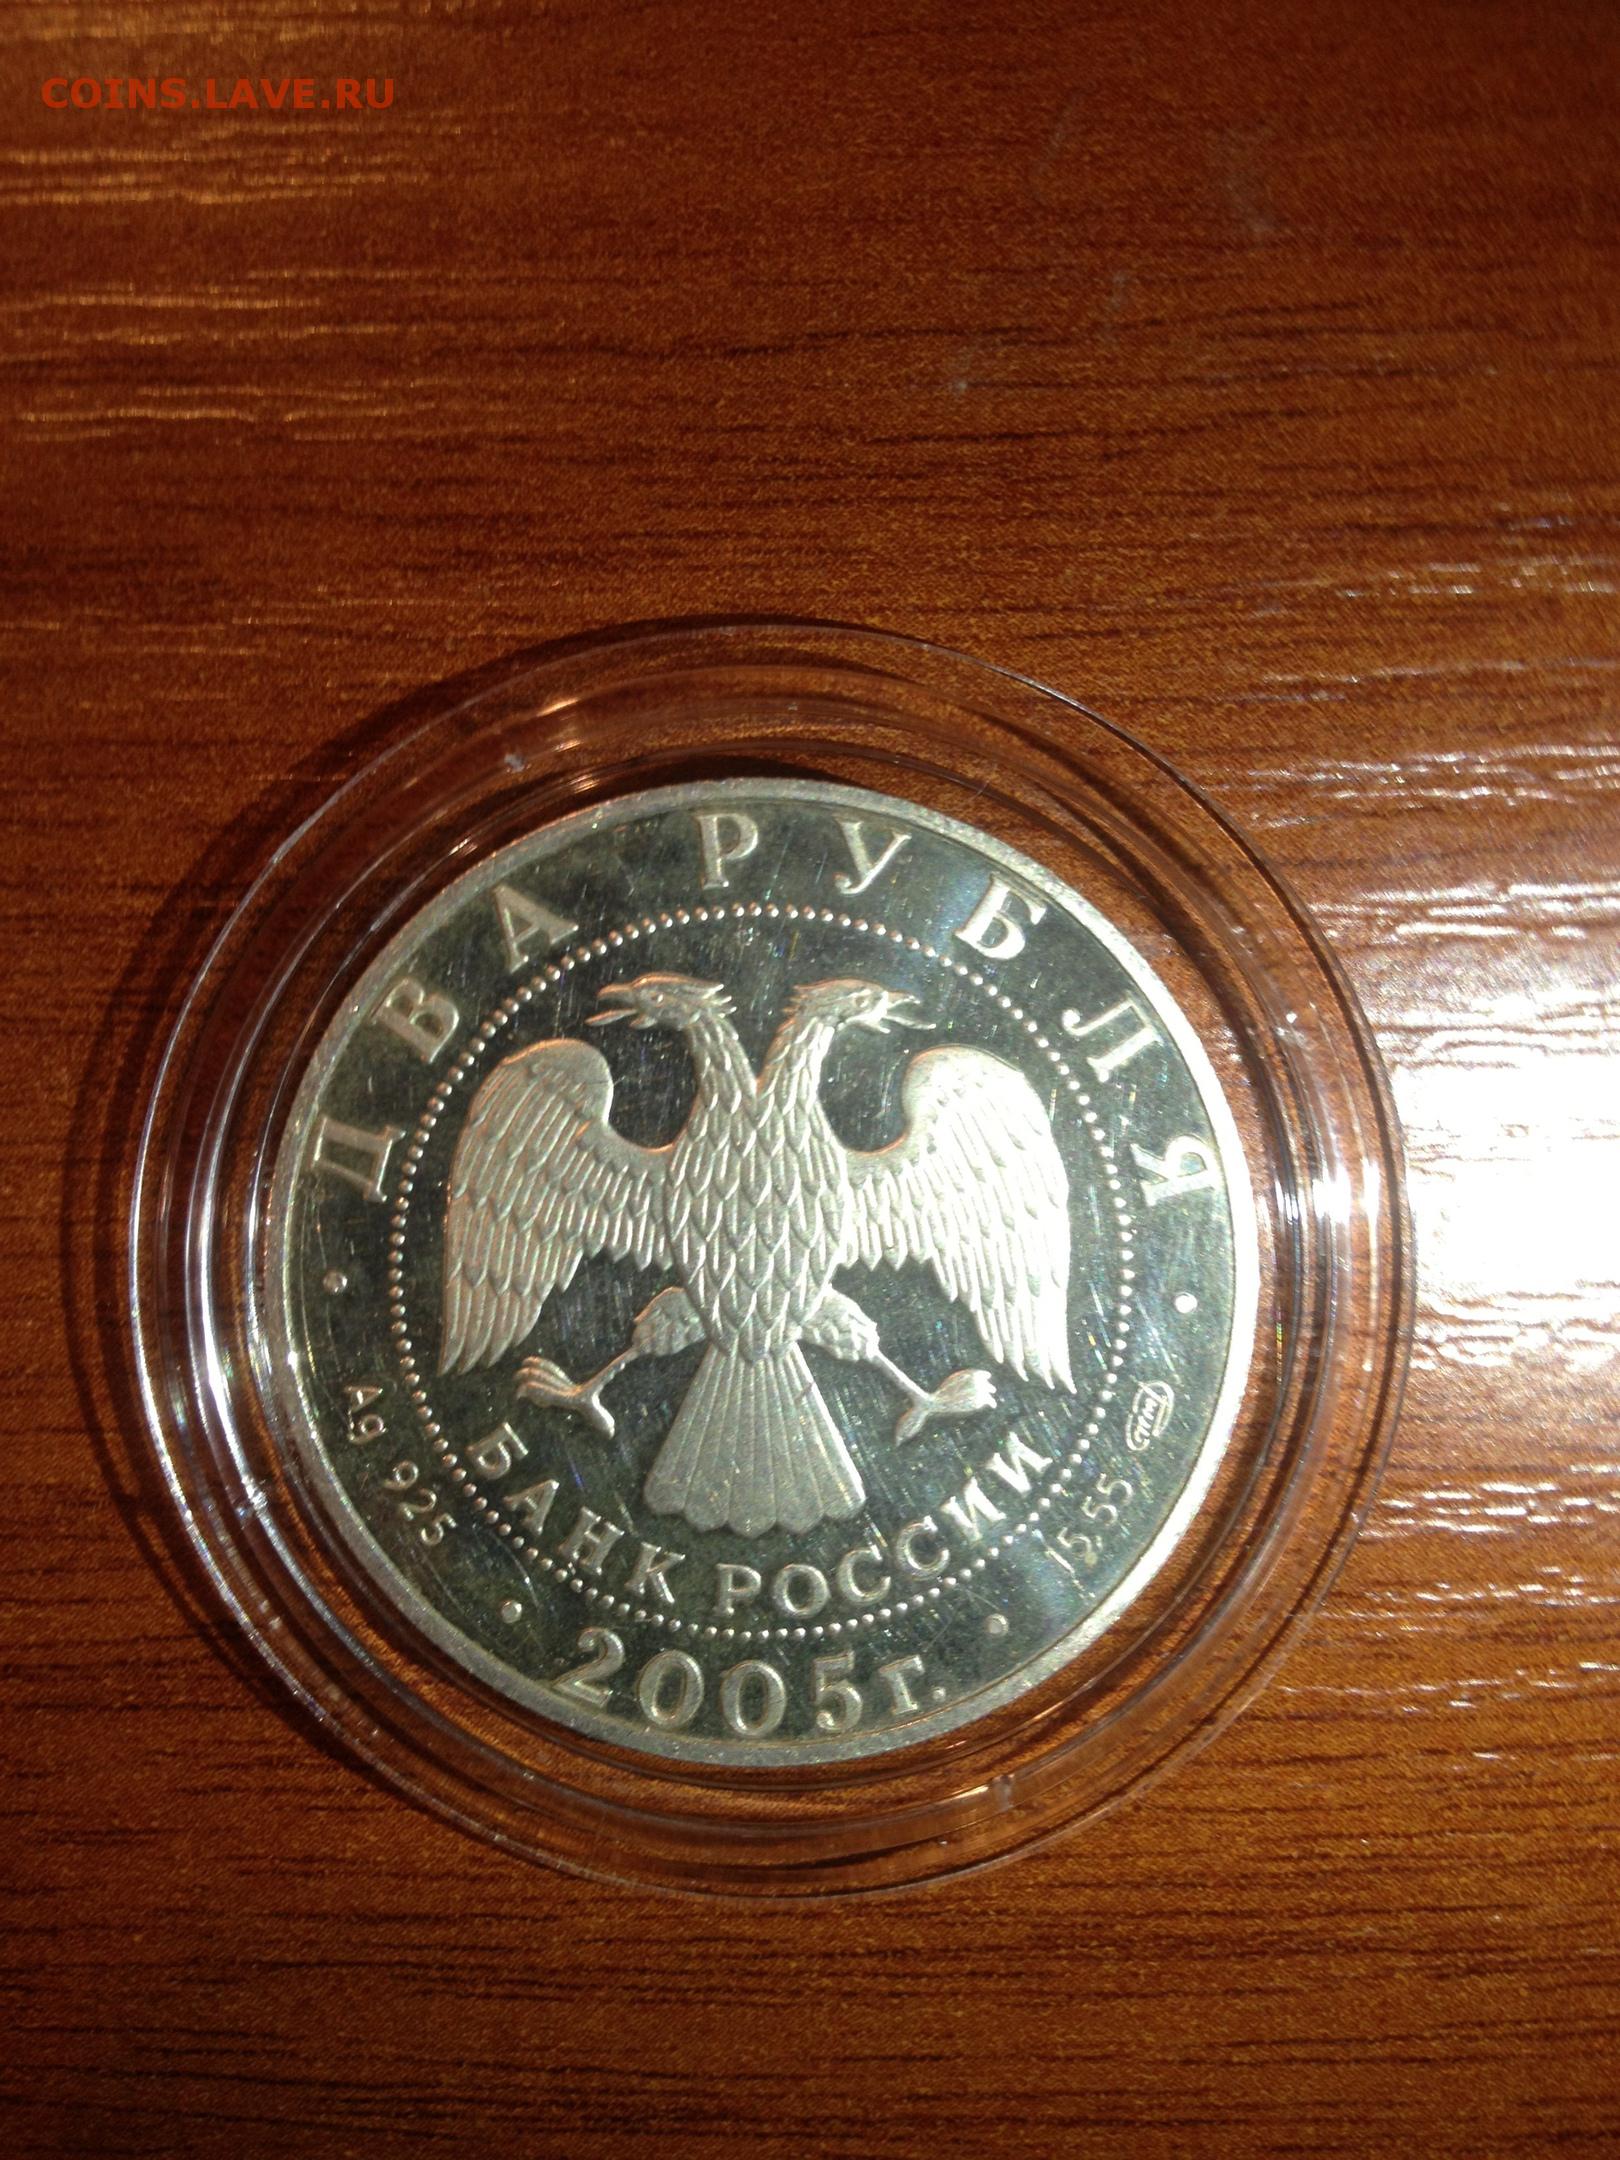 COINS.LAVE.RU
ДВА РУБЛЯ
Ag 925
БАНК РОССИИ
15,55
2005г.